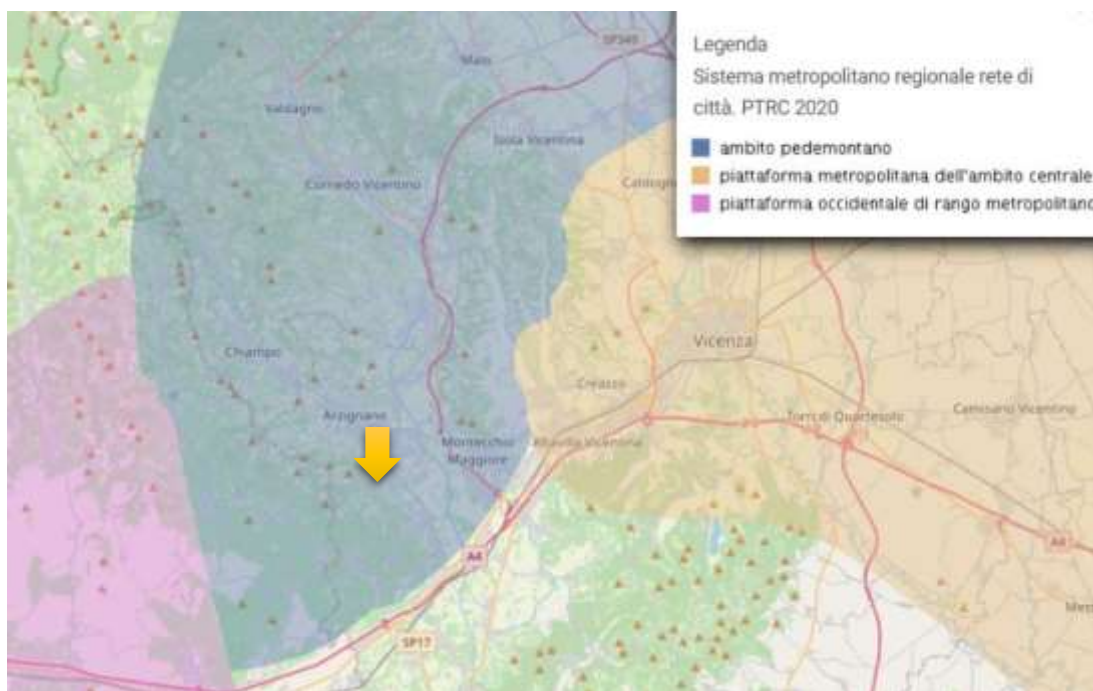 Legenda
Sistema metropolitano regionale rete di
città. PTRC 2020
ambito pedemontano
piattaforma metropolitana dell'ambito centrale
piattaforma occidentale di rango metropolitano
SP349
Malo
Valdagno
Isola Vicentina
Cornedo Vicentino
Caldogno
Vicenza
Chiampo
Creazzo
Arzignano
Torri di Quartesolo
Camisano Vicentino
Montecchio
Maggiore
Altavilla Vicentina
A4
A4
SP17